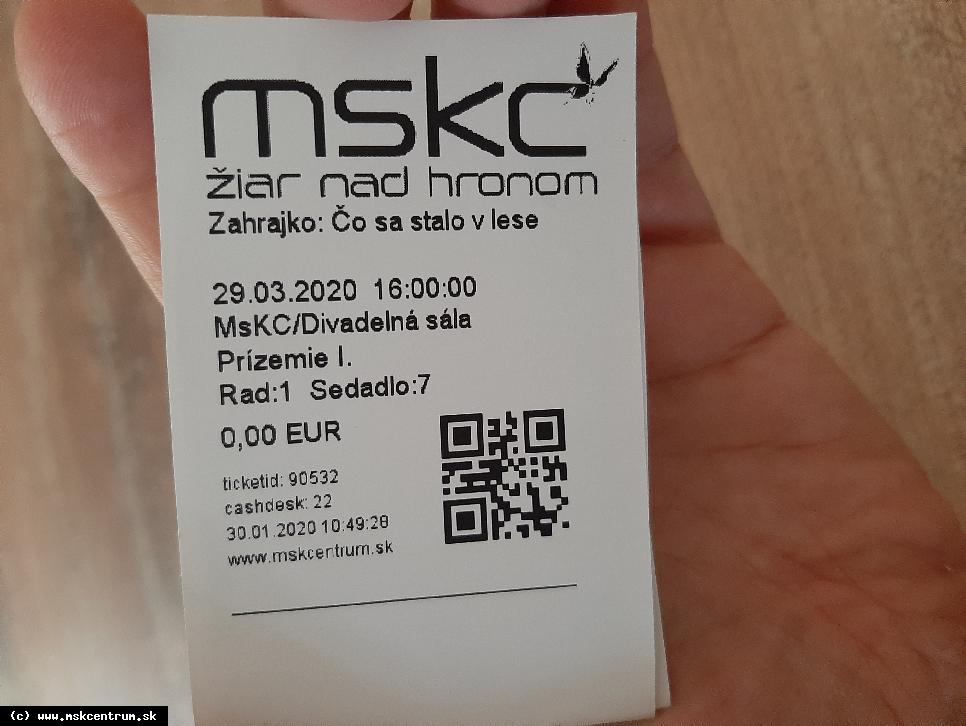 mskc
žiar nad hronom
Zahrajko: Čo sa stalo v lese
29.03.2020 16:00:00
MsKC/Divadelná sála
Prízemie I.
Rad:1 Sedadlo:7
0,00 EUR
ticketid: 90532
cashdesk: 22
30.01.2020 10:49:28
www.mskcentrum.sk
(c) www.mskcentrum.sk